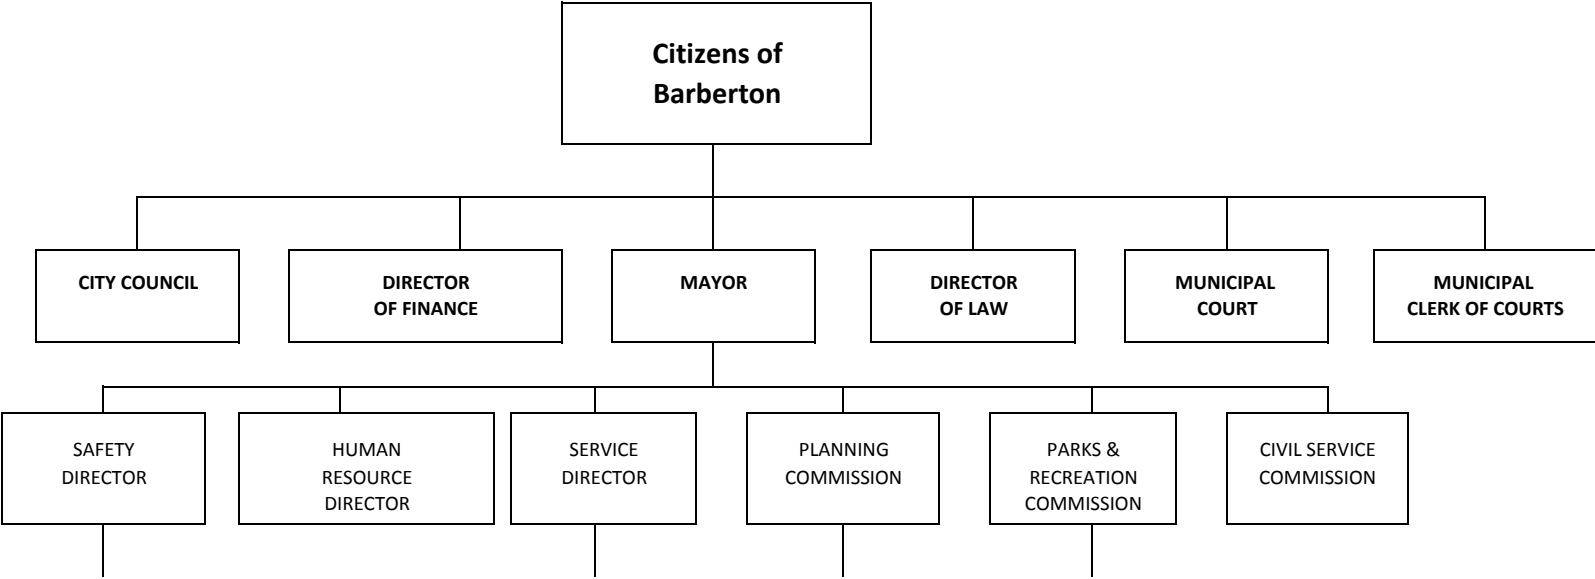 Citizens of
Barberton
CITY COUNCIL
DIRECTOR
OF FINANCE
MAYOR
DIRECTOR
OF LAW
MUNICIPAL
COURT
MUNICIPAL
CLERK OF COURTS
SAFETY
DIRECTOR
HUMAN
RESOURCE
DIRECTOR
SERVICE
DIRECTOR
PLANNING
COMMISSION
PARKS &
RECREATION
COMMISSION
CIVIL SERVICE
COMMISSION